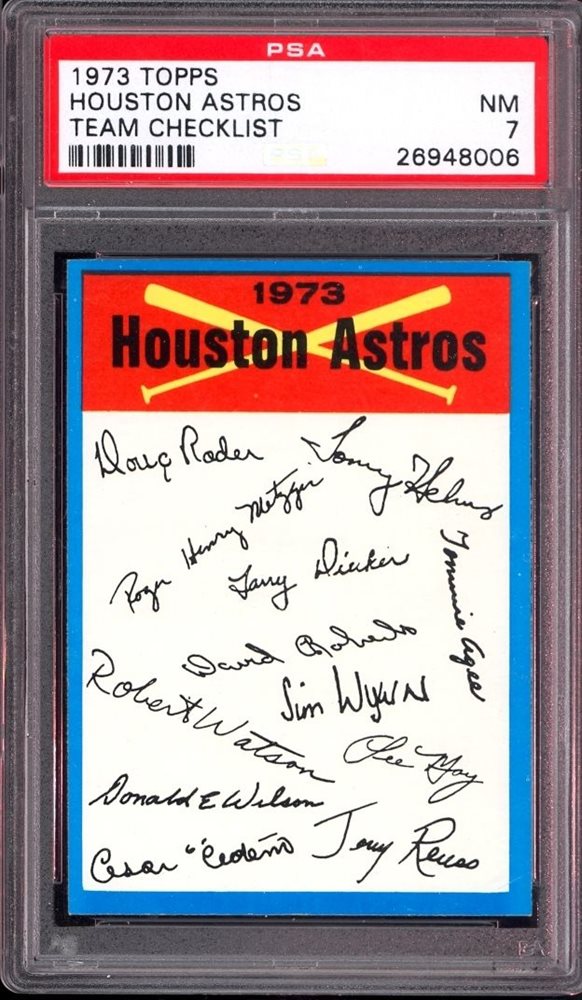 PSA
1973 TOPPS
HOUSTON ASTROS NM
TEAM CHECKLIST 7
26948006
1973
Houston Astros
Doug Rader
Tommy Helms
Roger Henry Metzger
Larry Dierker
Tommie Agee
David Roberts
Jim Wynn
Robert Watson
Lee May
Donald E Wilson
Cesar "Cedeño
Jerry Reuss